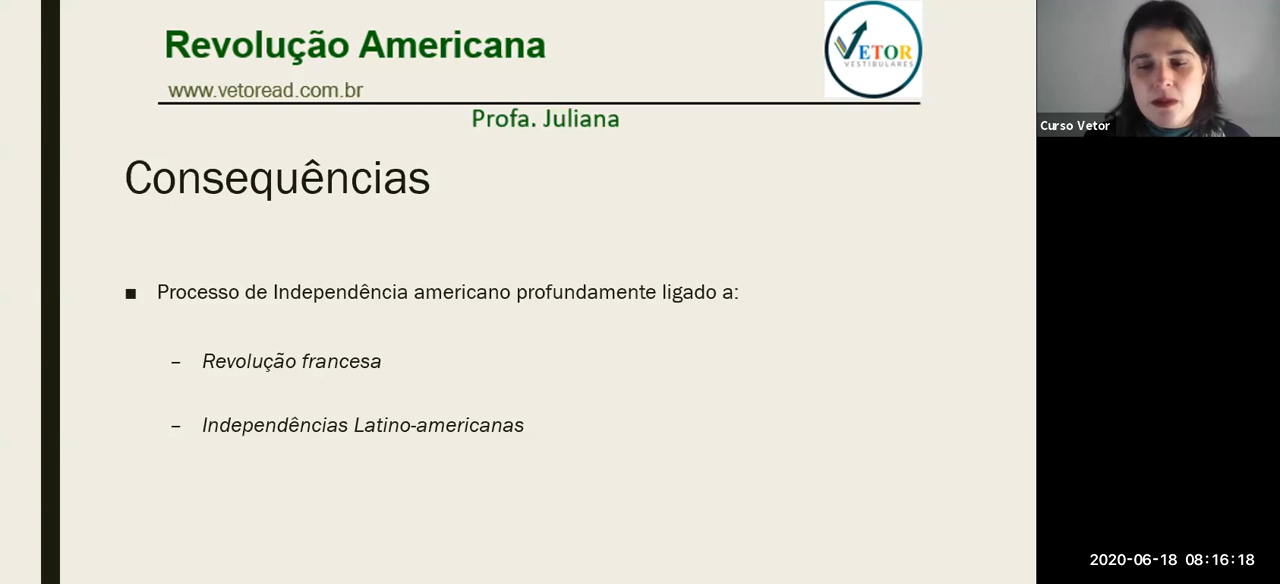 Revolução Americana
www.vetoread.com.br
VETOR
VESTIBULARES
Profa. Juliana
Curso Vetor
Consequências
■ Processo de Independência americano profundamente ligado a:
– Revolução francesa
– Independências Latino-americanas
2020-06-18 08:16:18